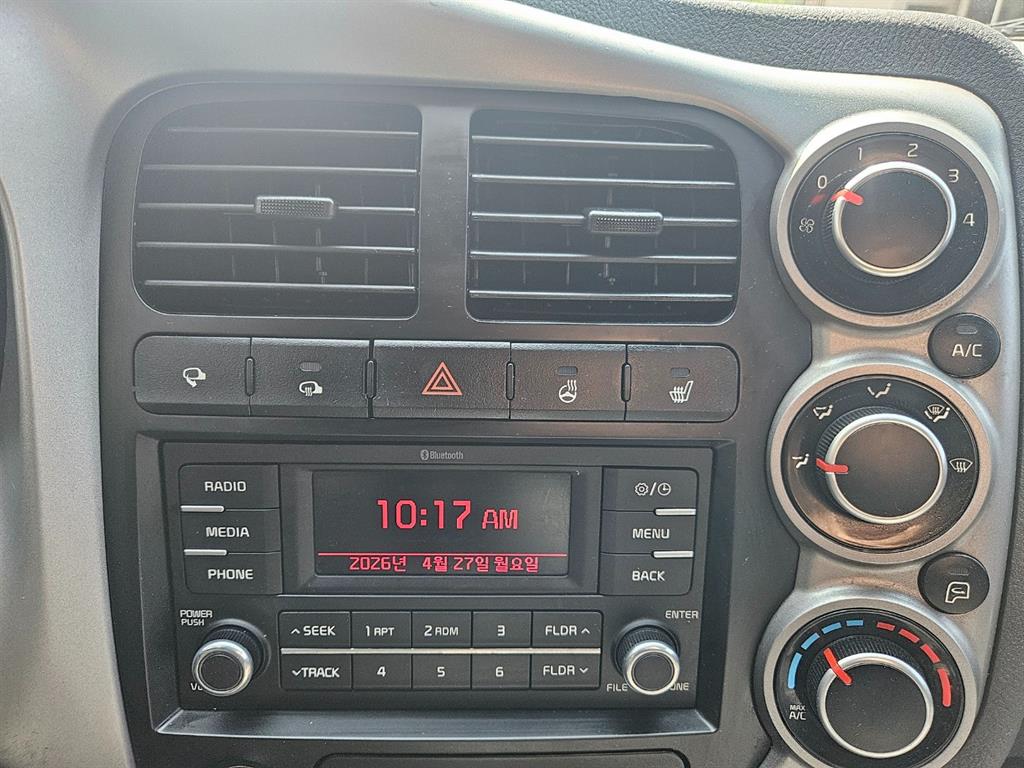 0 1 2 3 4
A/C
Bluetooth
RADIO
MEDIA
PHONE
10:17 AM
2026년 4월 27일 월요일
MENU
BACK
POWER
PUSH
ENTER
∧ SEEK
1 RPT
2 RDM
3
FLDR ∧
∨TRACK
4
5
6
FLDR ∨
FILE
MAX
A/C